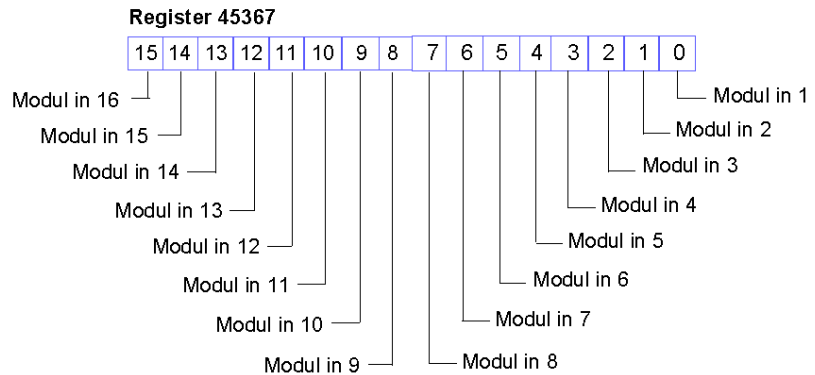 Register 45367
15 14 13 12 11 10 9 8 7 6 5 4 3 2 1 0
Modul in 16 Modul in 1
Modul in 15 Modul in 2
Modul in 14 Modul in 3
Modul in 13 Modul in 4
Modul in 12 Modul in 5
Modul in 11 Modul in 6
Modul in 10 Modul in 7
Modul in 9 Modul in 8